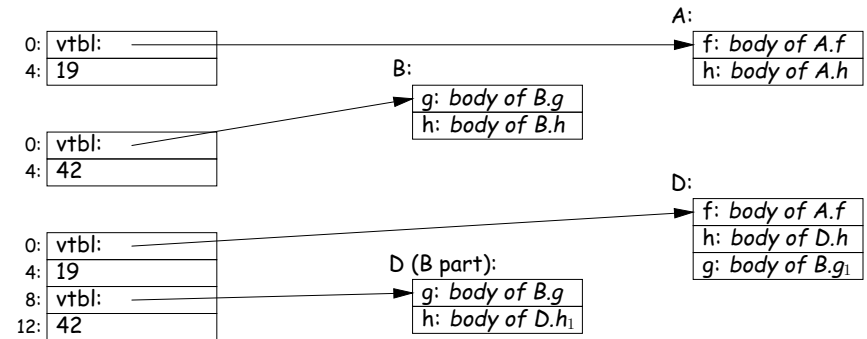 A:
0: vtbl:
4: 19
f: body of A.f
h: body of A.h
B:
g: body of B.g
h: body of B.h
0: vtbl:
4: 42
D:
f: body of A.f
h: body of D.h
g: body of B.g1
0: vtbl:
4: 19
8: vtbl:
12: 42
D (B part):
g: body of B.g
h: body of D.h1